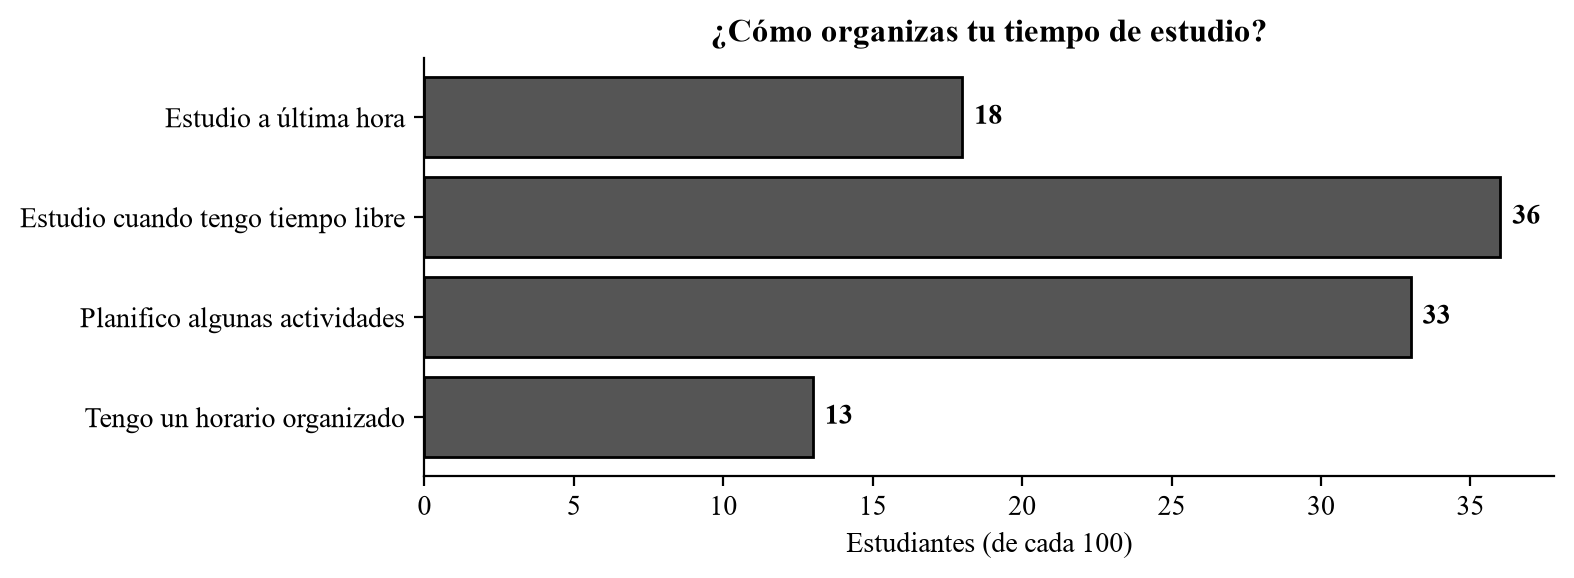 ¿Cómo organizas tu tiempo de estudio?
Estudio a última hora
18
Estudio cuando tengo tiempo libre
36
Planifico algunas actividades
33
Tengo un horario organizado
13
0 5 10 15 20 25 30 35
Estudiantes (de cada 100)